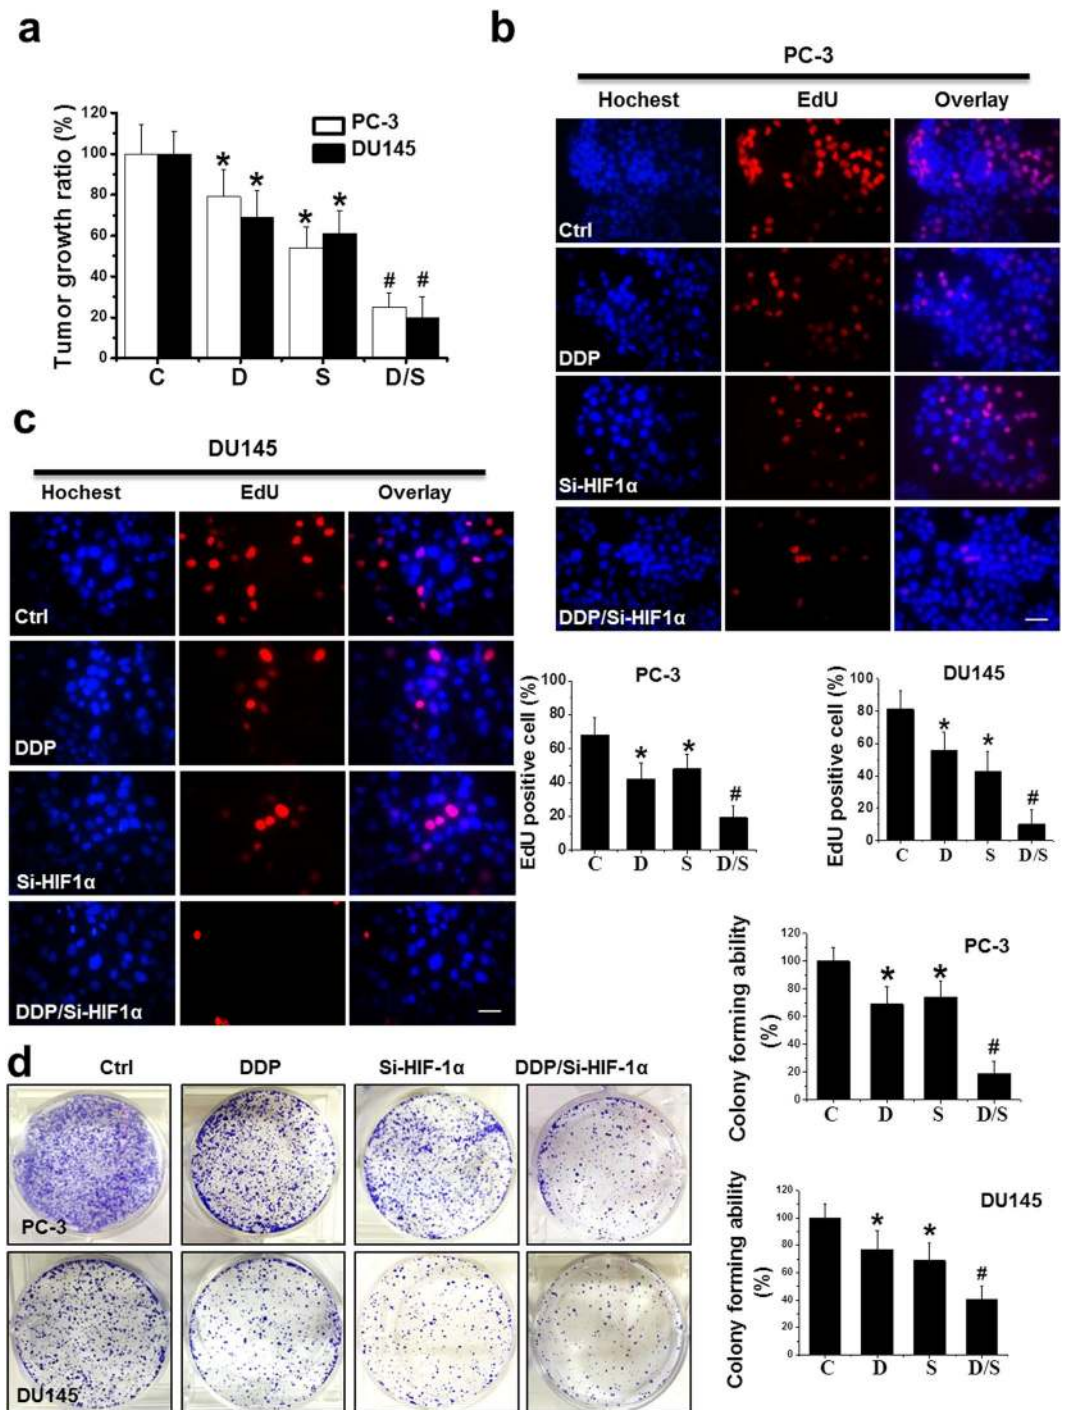 a
Tumor growth ratio (%)
120
100
80
60
40
20
0
PC-3
DU145
*
*
*
*
#
#
C D S D/S
b
PC-3
Hochest EdU Overlay
Ctrl
DDP
Si-HIF1α
DDP/Si-HIF1α
c
DU145
Hochest EdU Overlay
Ctrl
DDP
Si-HIF1α
DDP/Si-HIF1α
PC-3
EdU positive cell (%)
100
80
60
40
20
0
*
*
#
C D S D/S
DU145
EdU positive cell (%)
100
80
60
40
20
0
*
*
#
C D S D/S
d
Ctrl DDP Si-HIF-1α DDP/Si-HIF-1α
PC-3
DU145
PC-3
Colony forming ability
(%)
120
100
80
60
40
20
0
*
*
#
C D S D/S
DU145
Colony forming ability
(%)
120
100
80
60
40
20
0
*
*
#
C D S D/S